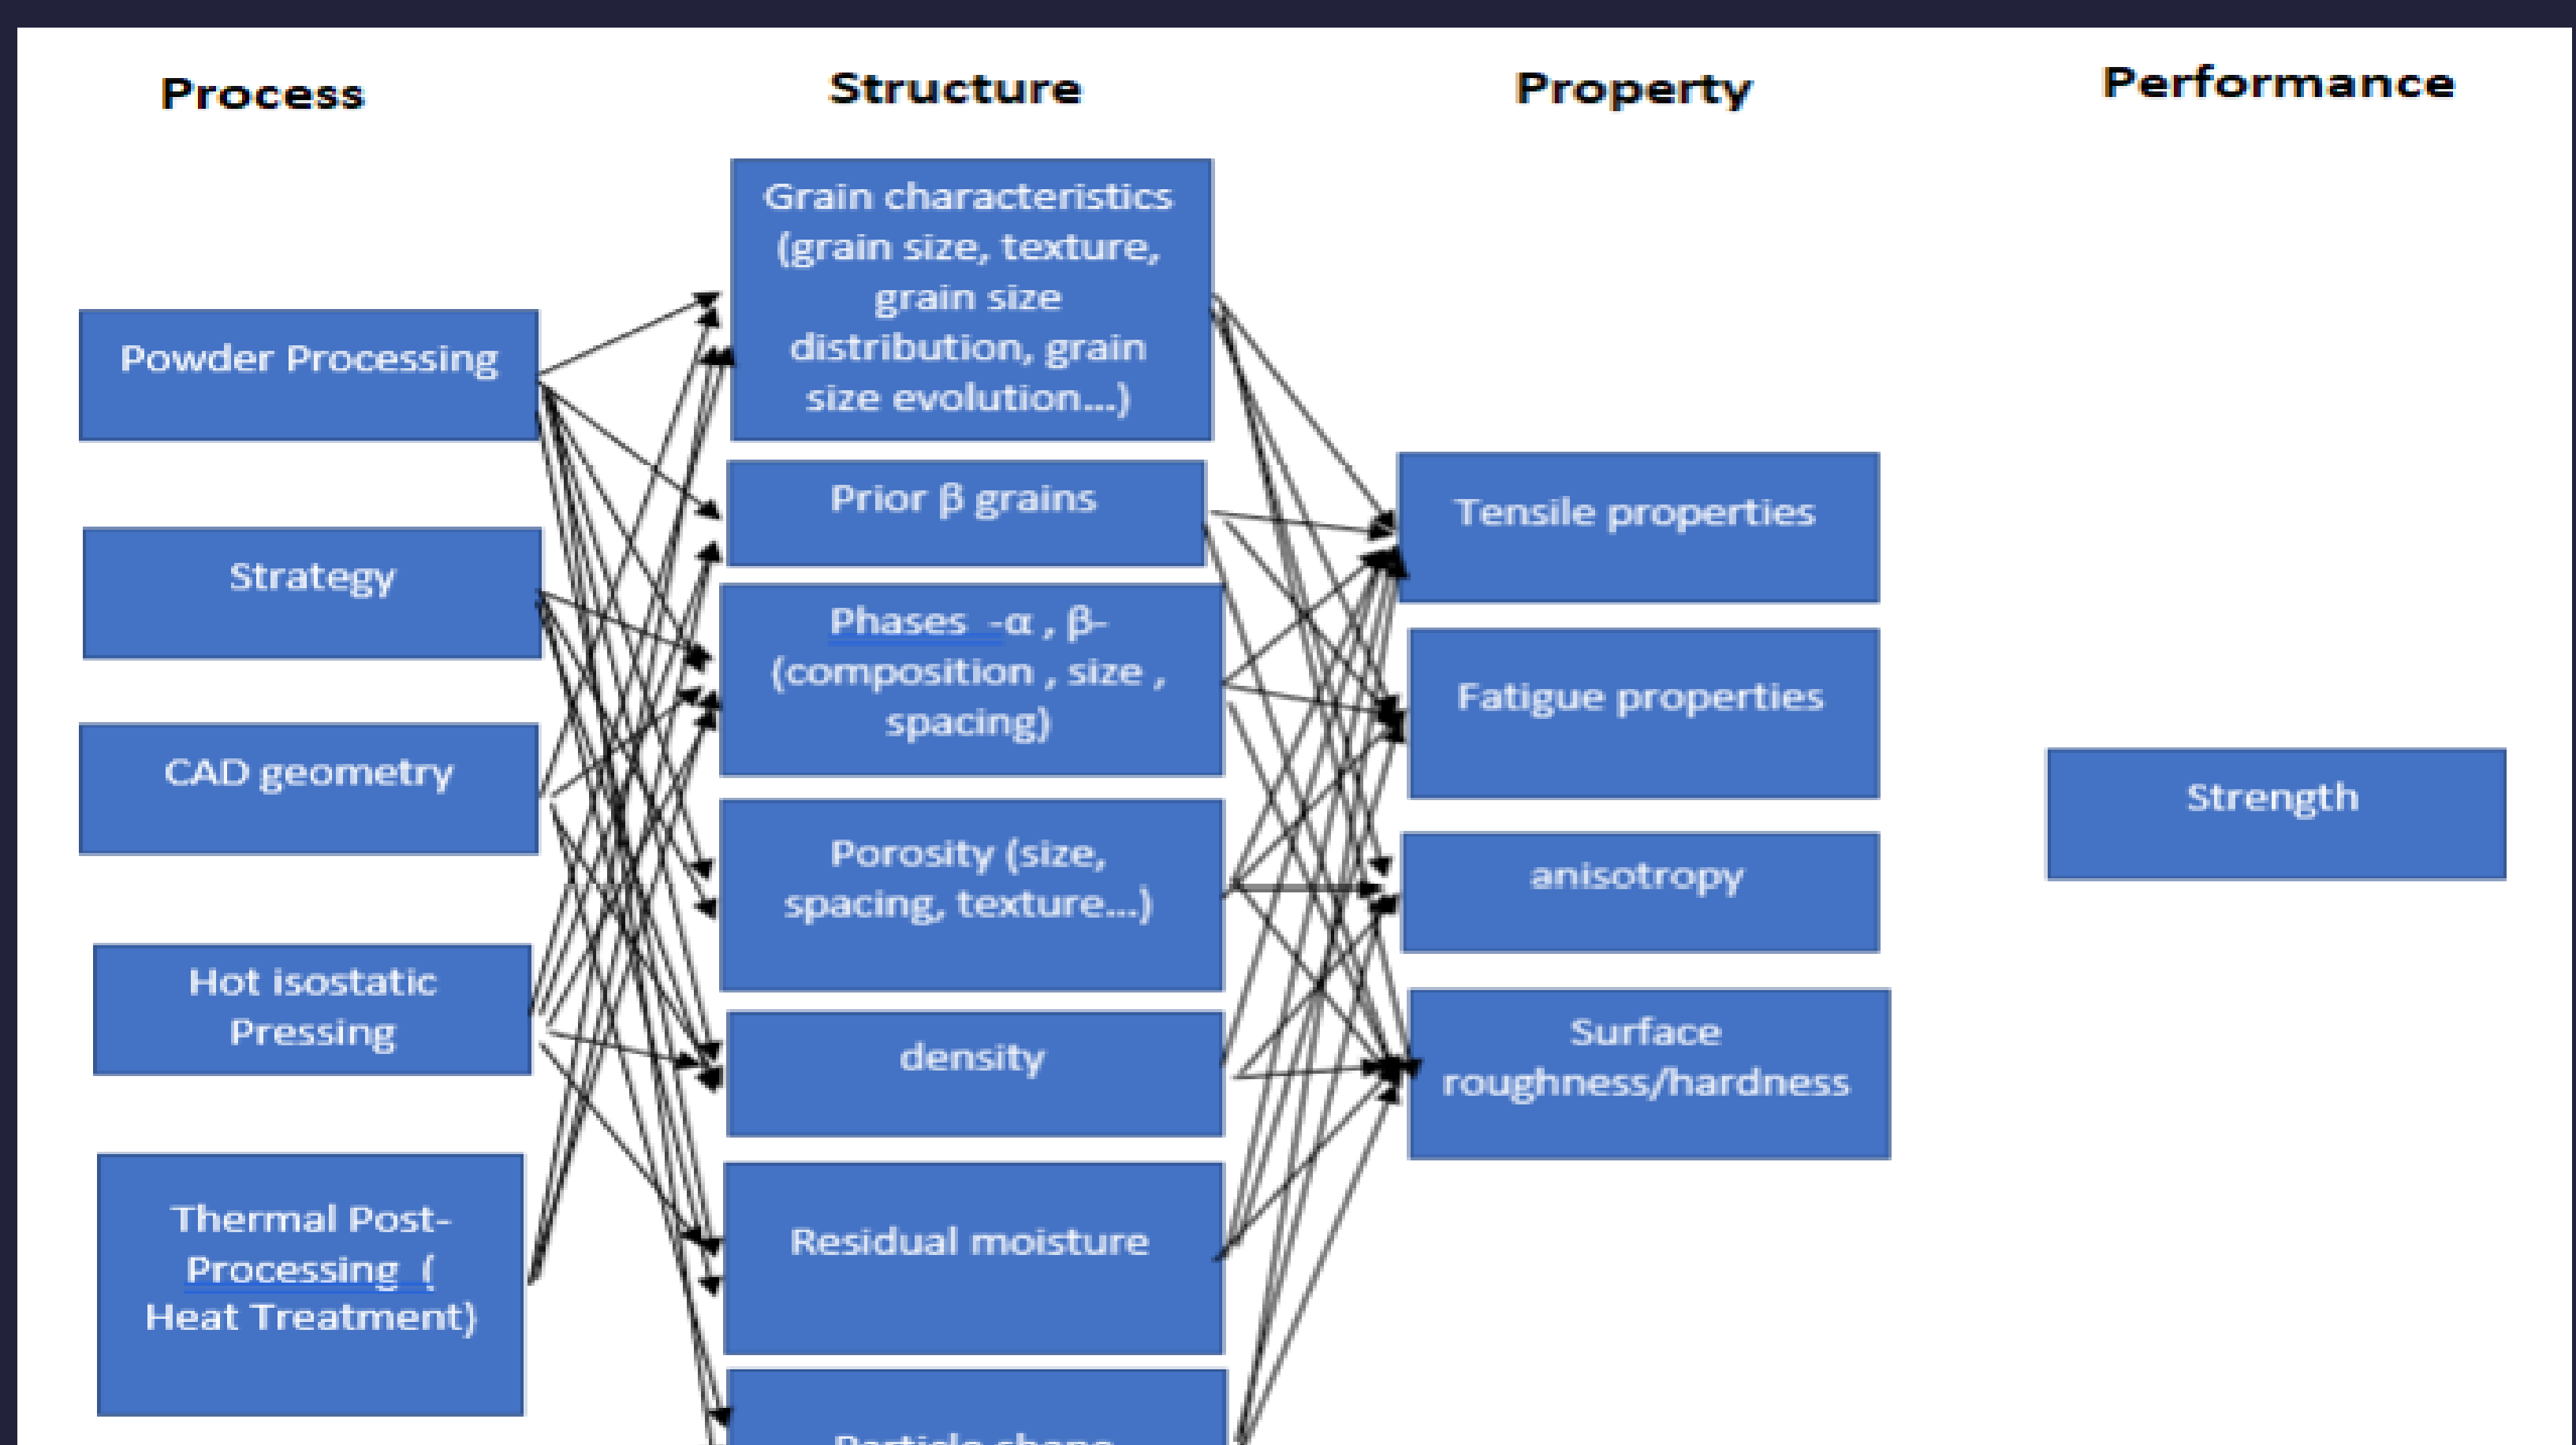 Process
Structure
Property
Performance
Powder Processing
Strategy
CAD geometry
Hot isostatic
Pressing
Thermal Post-
Processing (
Heat Treatment)
Grain characteristics
(grain size, texture,
grain size
distribution, grain
size evolution...)
Prior β grains
Phases -α , β-
(composition , size ,
spacing)
Porosity (size,
spacing, texture...)
density
Residual moisture
Particle shape
Tensile properties
Fatigue properties
anisotropy
Surface
roughness/hardness
Strength